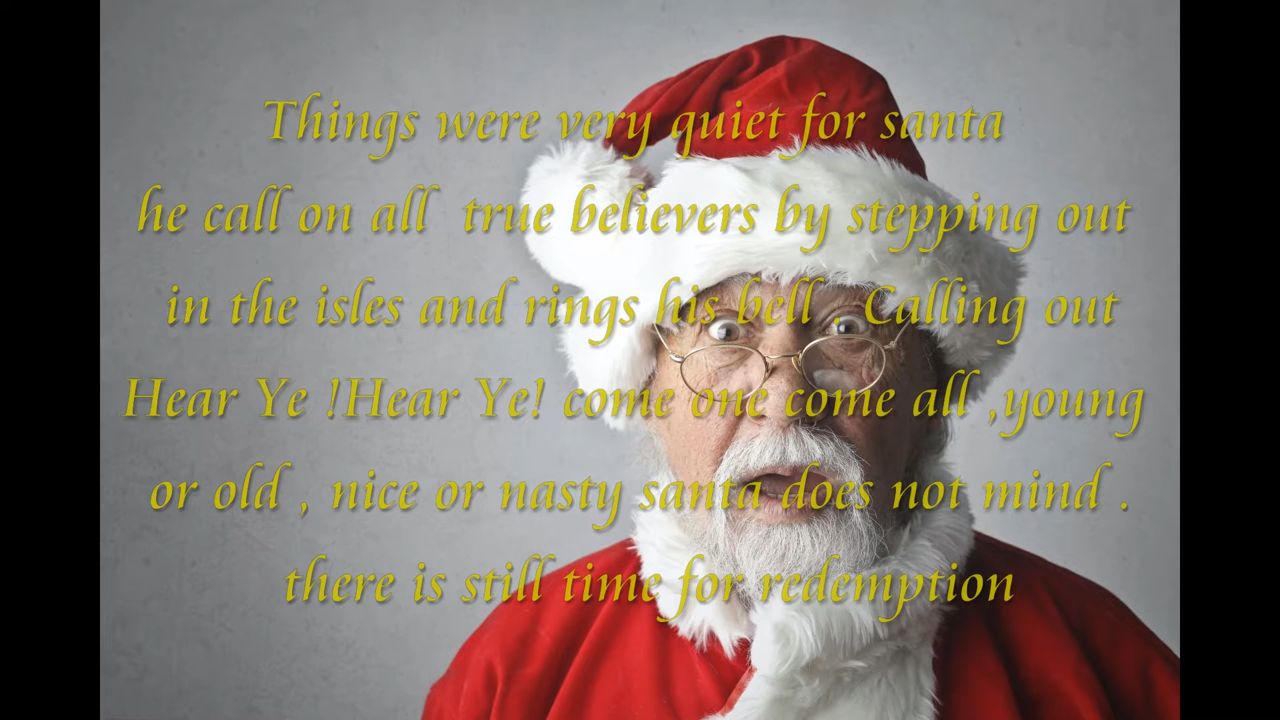 Things were very quiet for santa
he call on all true believers by stepping out
in the isles and rings his bell . Calling out
Hear Ye !Hear Ye! come one come all ,young
or old , nice or nasty santa does not mind .
there is still time for redemption